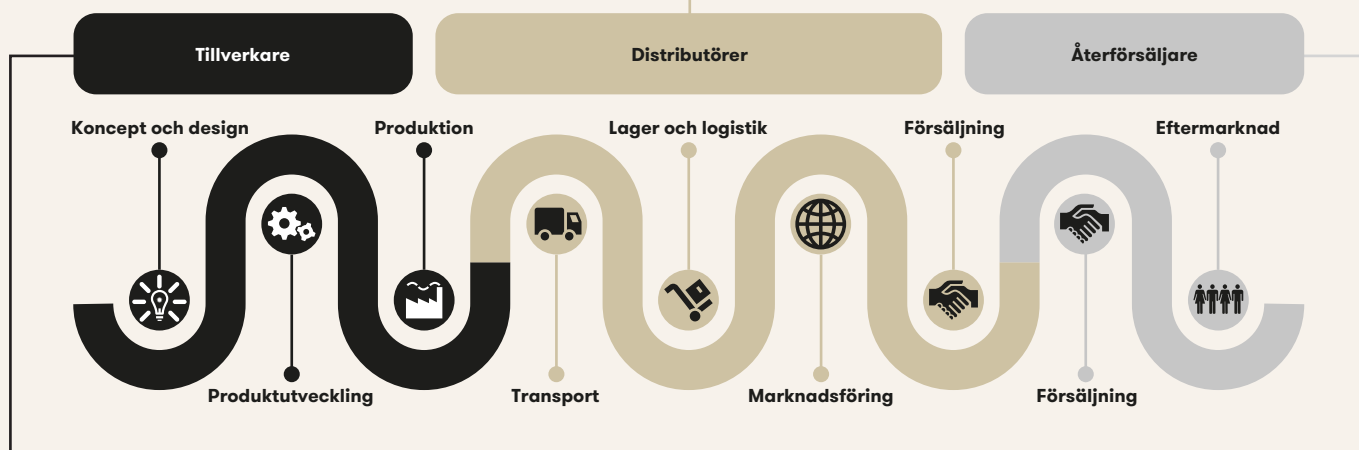 Tillverkare
Distributörer
Återförsäljare
Koncept och design
Produktion
Lager och logistik
Försäljning
Eftermarknad
Produktutveckling
Transport
Marknadsföring
Försäljning